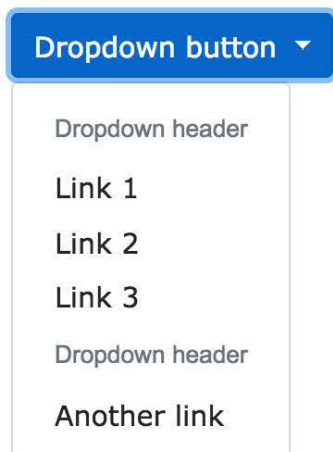 Dropdown button
Dropdown header
Link 1
Link 2
Link 3
Dropdown header
Another link